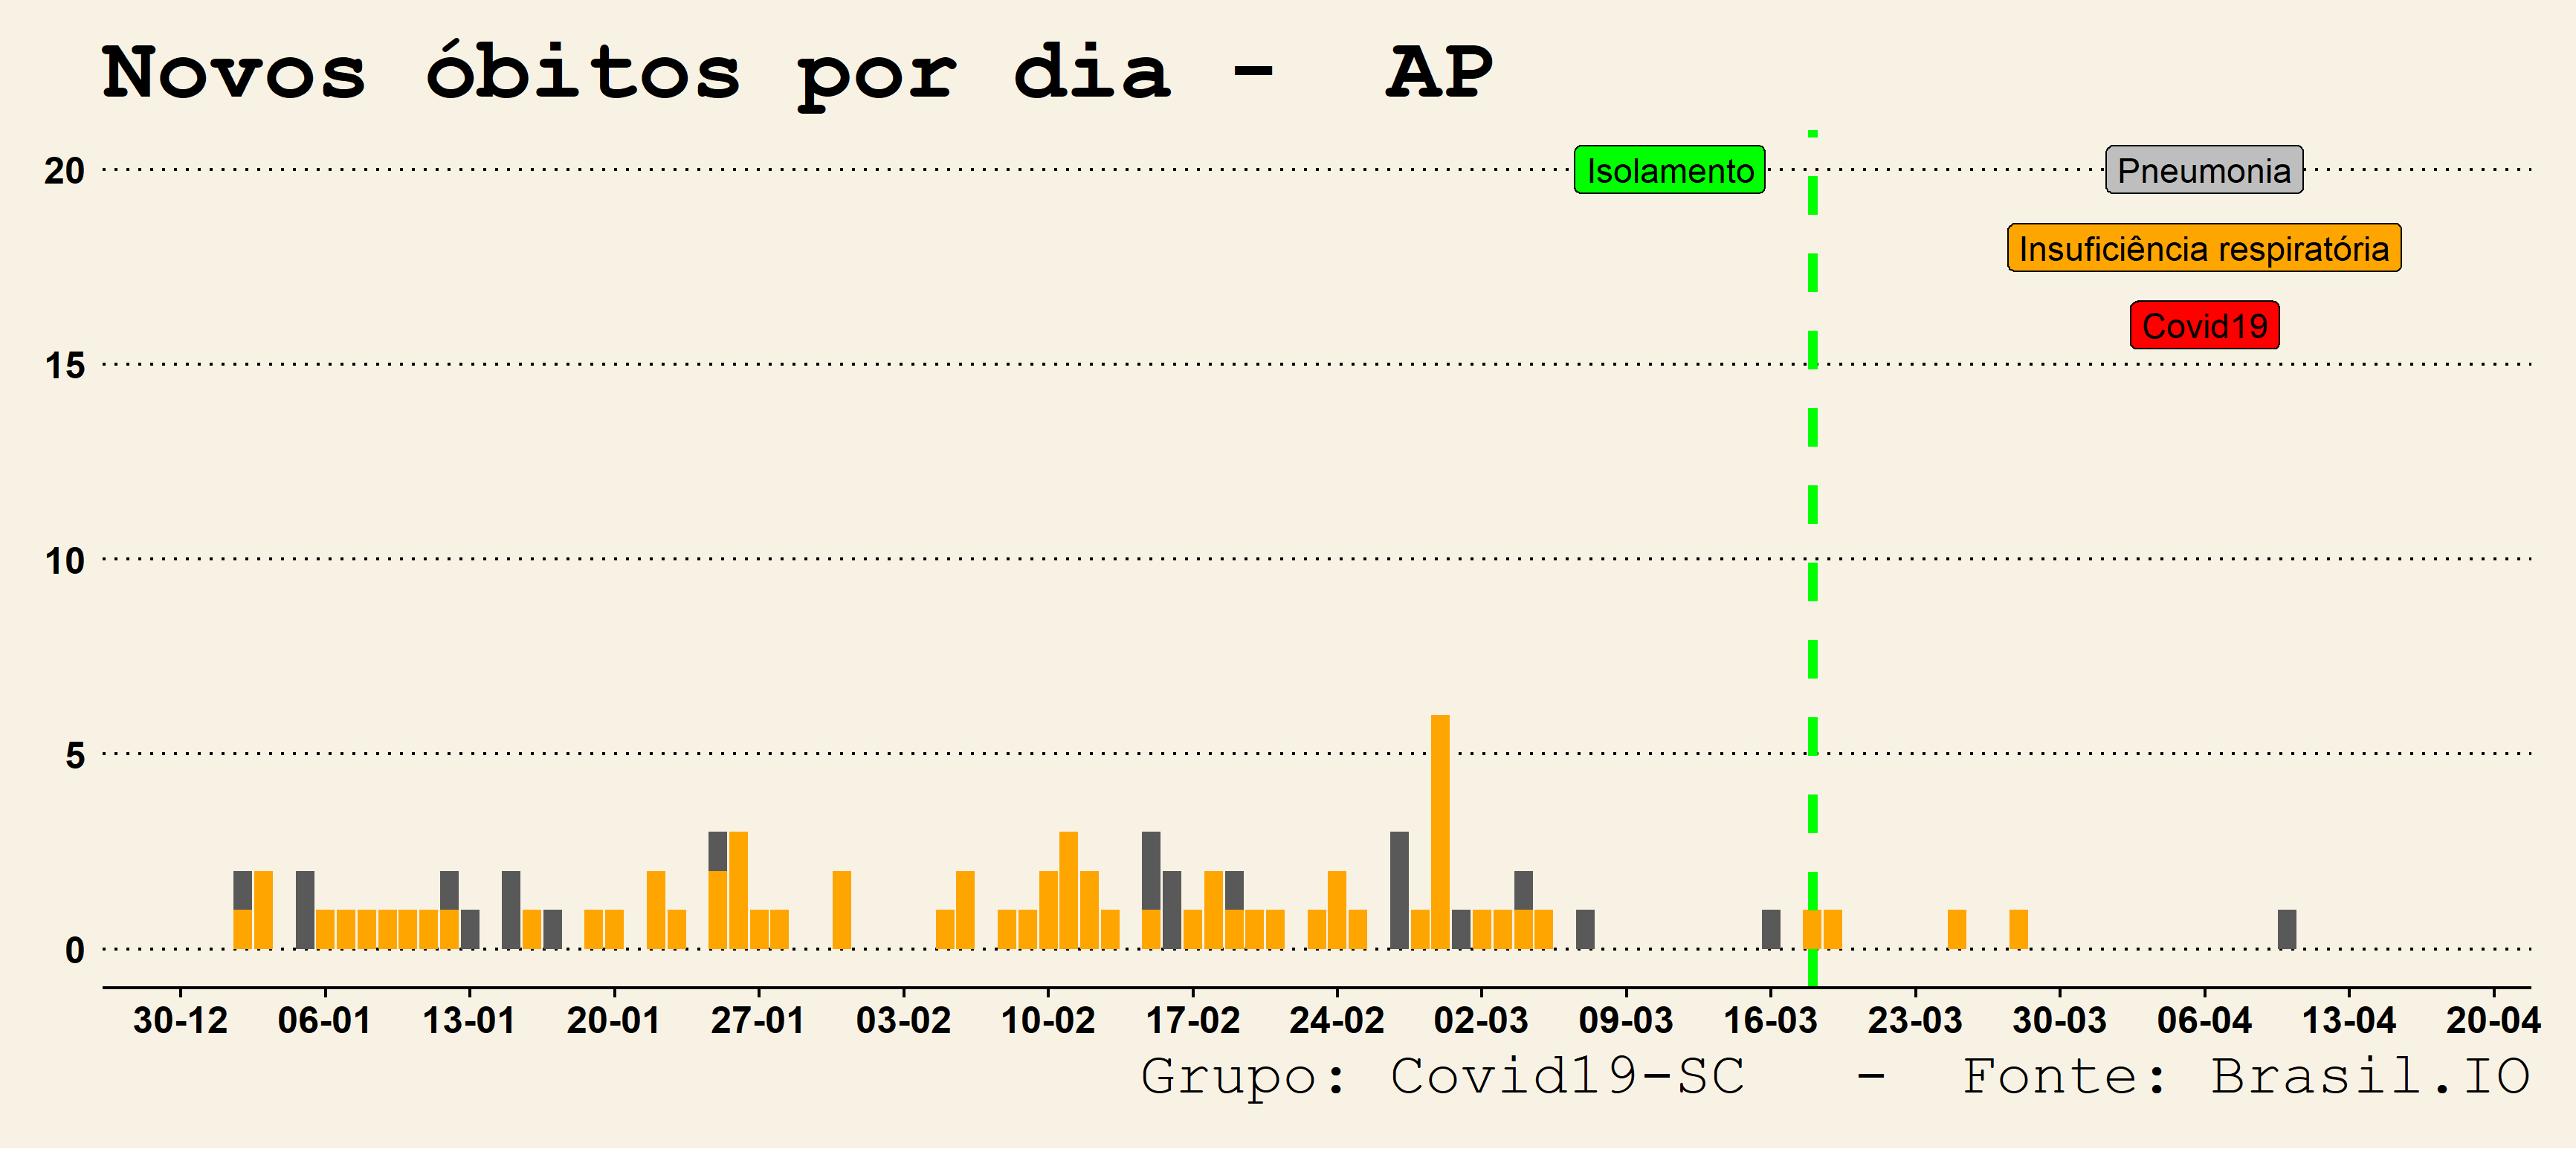 Novos óbitos por dia - AP
20
Isolamento
Pneumonia
Insuficiência respiratória
Covid19
15
10
5
0
30-12 06-01 13-01 20-01 27-01 03-02 10-02 17-02 24-02 02-03 09-03 16-03 23-03 30-03 06-04 13-04 20-04
Grupo: Covid19-SC - Fonte: Brasil.IO